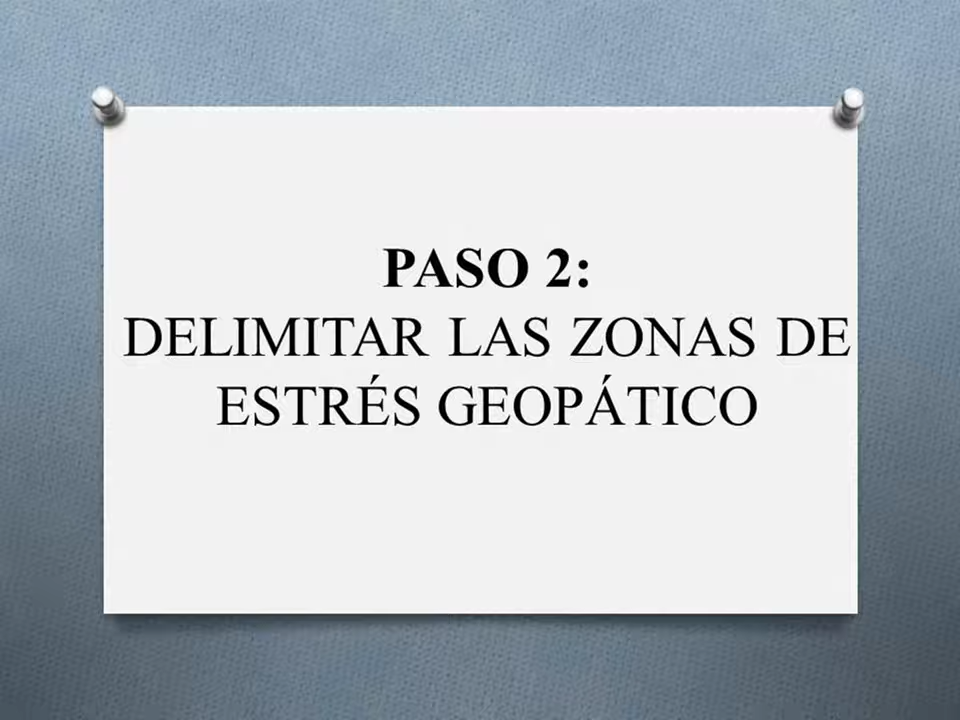 PASO 2:
DELIMITAR LAS ZONAS DE
ESTRÉS GEOPÁTICO